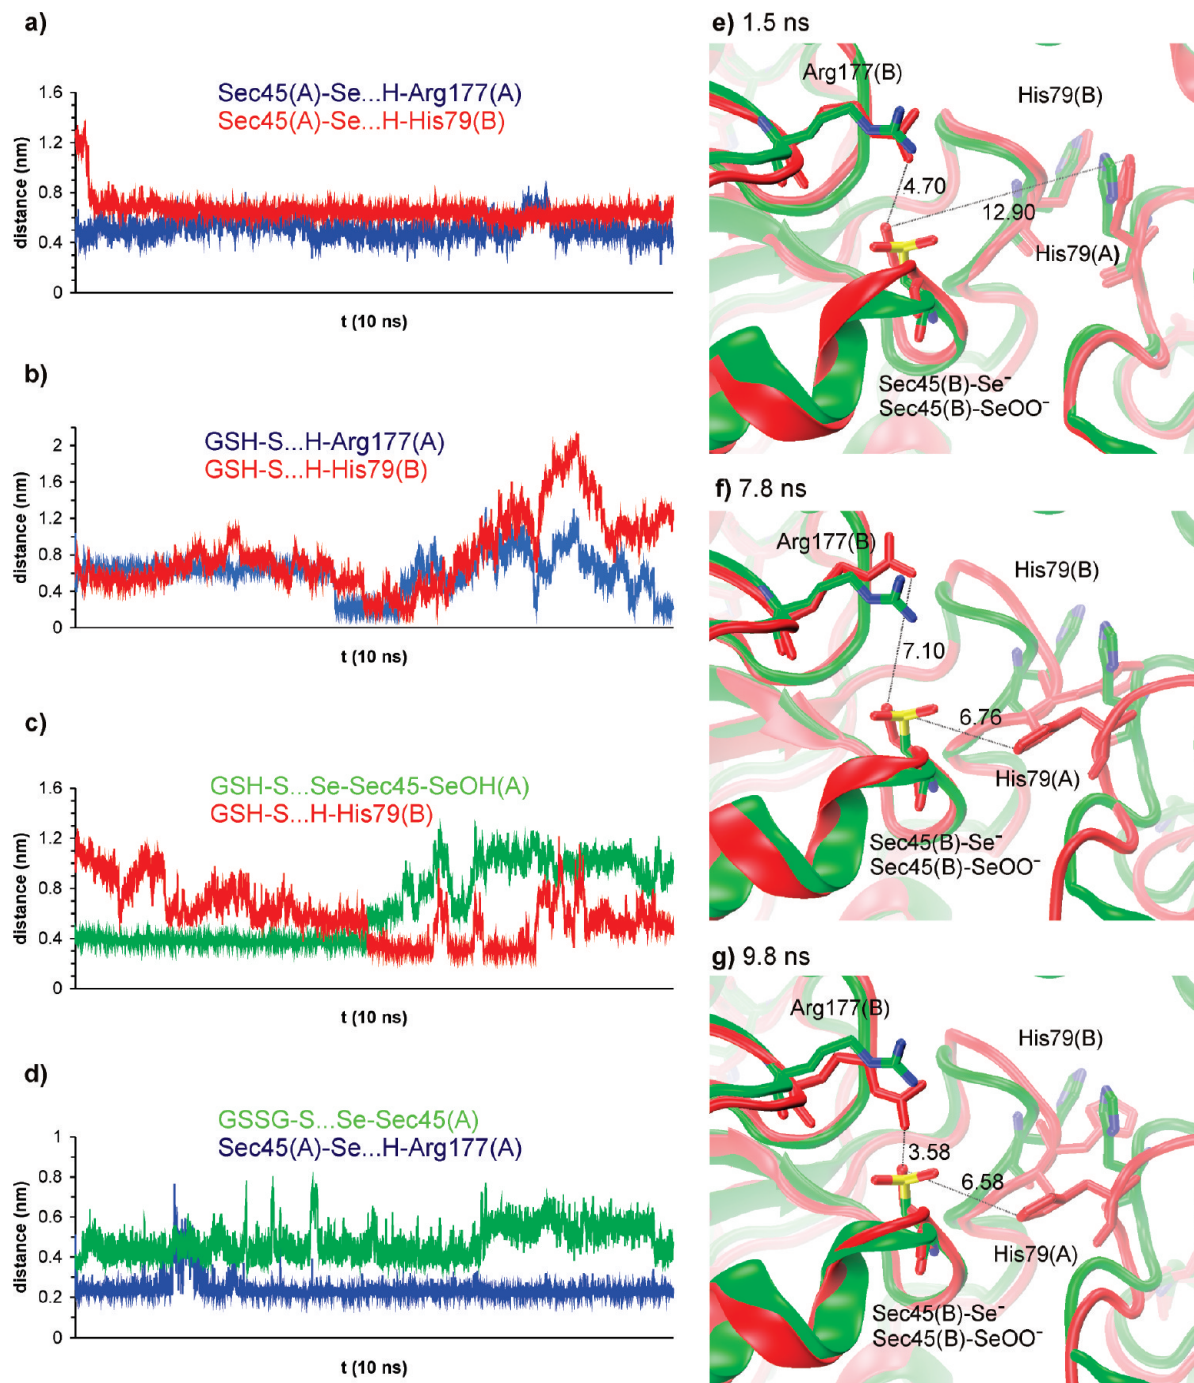 a)
Sec45(A)-Se...H-Arg177(A)
Sec45(A)-Se...H-His79(B)
1.6
1.2
0.8
0.4
0
distance (nm)
t (10 ns)
b)
GSH-S...H-Arg177(A)
GSH-S...H-His79(B)
2
1.6
1.2
0.8
0.4
0
distance (nm)
t (10 ns)
c)
GSH-S...Se-Sec45-SeOH(A)
GSH-S...H-His79(B)
1.6
1.2
0.8
0.4
0
distance (nm)
t (10 ns)
d)
GSSG-S...Se-Sec45(A)
Sec45(A)-Se...H-Arg177(A)
1
0.8
0.6
0.4
0.2
0
distance (nm)
t (10 ns)
e) 1.5 ns
Arg177(B)
His79(B)
4.70
12.90
His79(A)
Sec45(B)-Se⁻
Sec45(B)-SeOO⁻
f) 7.8 ns
Arg177(B)
His79(B)
7.10
6.76
His79(A)
Sec45(B)-Se⁻
Sec45(B)-SeOO⁻
g) 9.8 ns
Arg177(B)
His79(B)
3.58
6.58
His79(A)
Sec45(B)-Se⁻
Sec45(B)-SeOO⁻